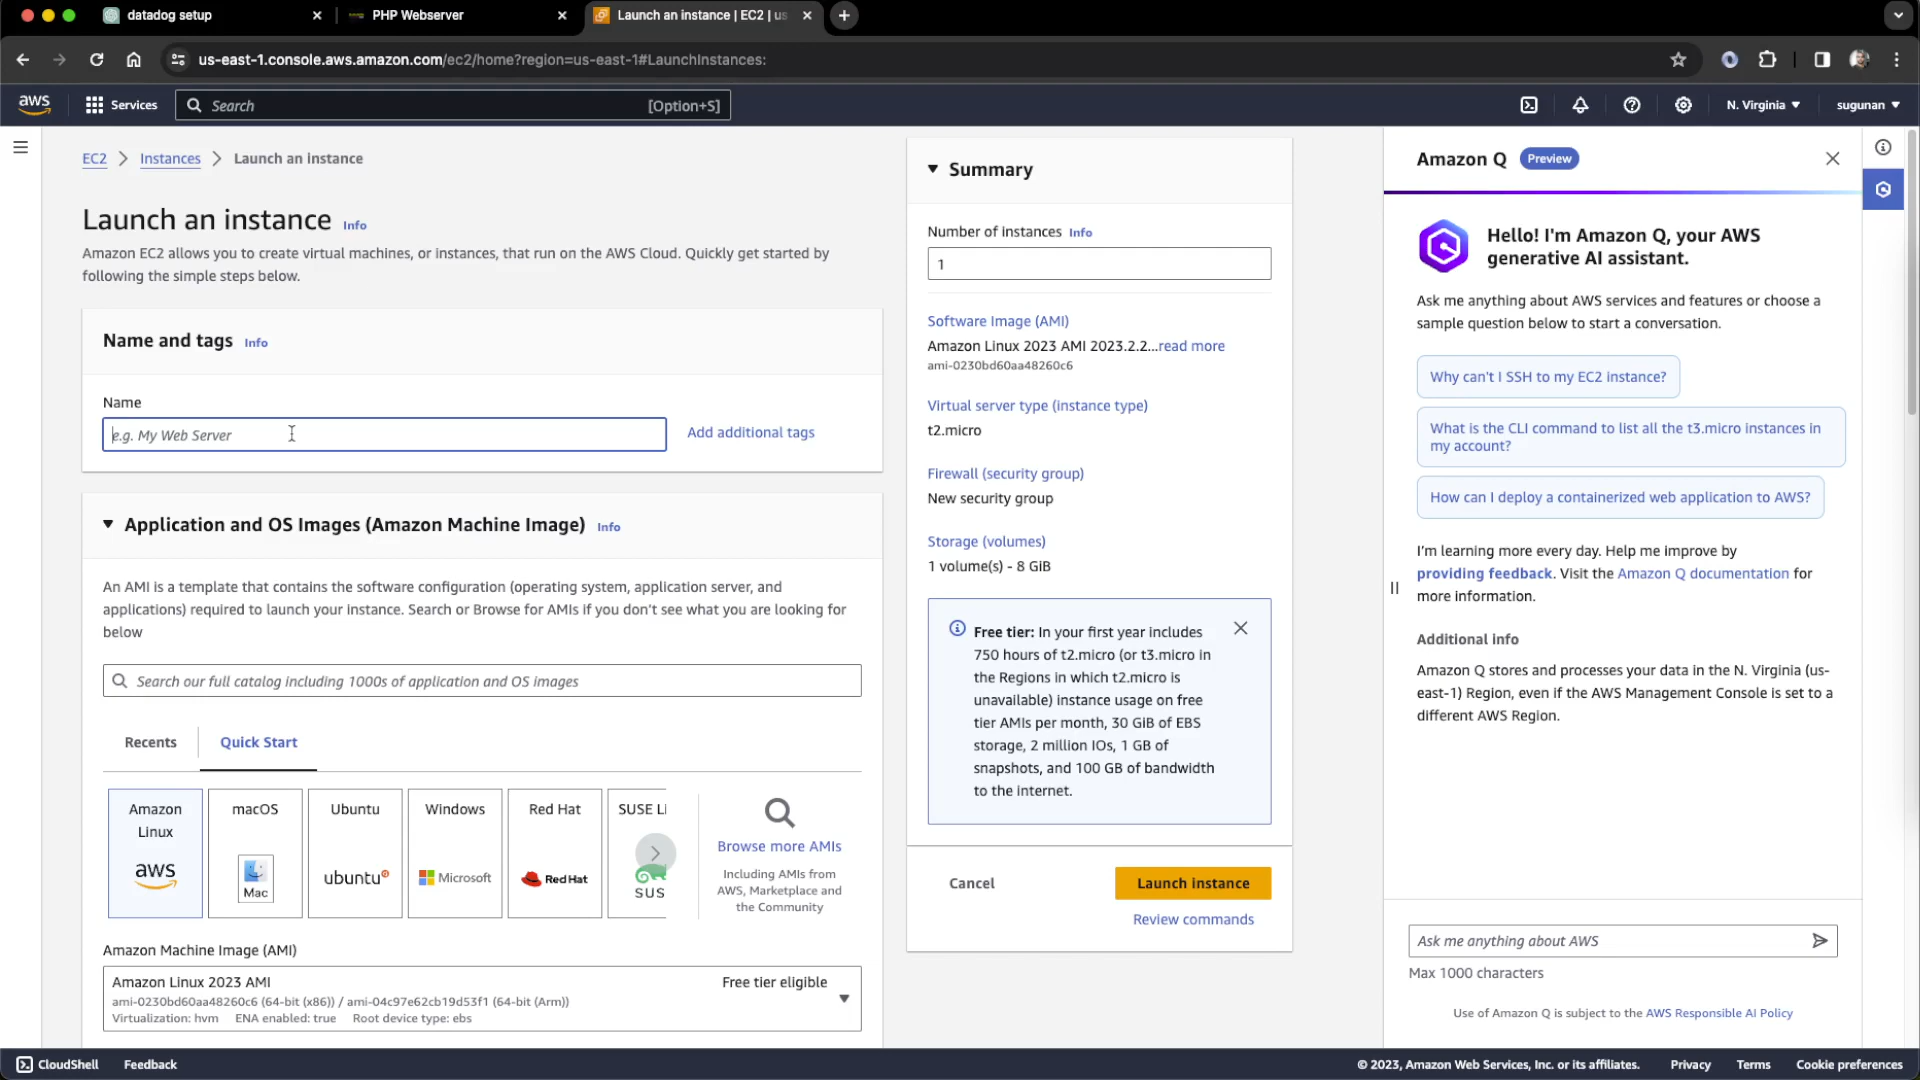 datadog setup
PHP Webserver
Launch an instance | EC2 | us
us-east-1.console.aws.amazon.com/ec2/home?region=us-east-1#LaunchInstances:
aws
Services
Search
[Option+S]
N. Virginia
sugunan
EC2
Instances
Launch an instance
Launch an instance Info
Amazon EC2 allows you to create virtual machines, or instances, that run on the AWS Cloud. Quickly get started by
following the simple steps below.
Name and tags Info
Name
e.g. My Web Server
Add additional tags
Application and OS Images (Amazon Machine Image) Info
An AMI is a template that contains the software configuration (operating system, application server, and
applications) required to launch your instance. Search or Browse for AMIs if you don't see what you are looking for
below
Search our full catalog including 1000s of application and OS images
Recents
Quick Start
Amazon
Linux
aws
macOS
Mac
Ubuntu
ubuntu
Windows
Microsoft
Red Hat
Red Hat
SUSE Li
SUS
Browse more AMIs
Including AMIs from
AWS, Marketplace and
the Community
Amazon Machine Image (AMI)
Amazon Linux 2023 AMI
Free tier eligible
ami-0230bd60aa48260c6 (64-bit (x86)) / ami-04c97e62cb19d53f1 (64-bit (Arm))
Virtualization: hvm ENA enabled: true Root device type: ebs
Summary
Number of instances Info
1
Software Image (AMI)
Amazon Linux 2023 AMI 2023.2.2...read more
ami-0230bd60aa48260c6
Virtual server type (instance type)
t2.micro
Firewall (security group)
New security group
Storage (volumes)
1 volume(s) - 8 GiB
Free tier: In your first year includes
750 hours of t2.micro (or t3.micro in
the Regions in which t2.micro is
unavailable) instance usage on free
tier AMIs per month, 30 GiB of EBS
storage, 2 million IOs, 1 GB of
snapshots, and 100 GB of bandwidth
to the internet.
Cancel
Launch instance
Review commands
Amazon Q Preview
Hello! I'm Amazon Q, your AWS
generative AI assistant.
Ask me anything about AWS services and features or choose a
sample question below to start a conversation.
Why can't I SSH to my EC2 instance?
What is the CLI command to list all the t3.micro instances in
my account?
How can I deploy a containerized web application to AWS?
I'm learning more every day. Help me improve by
providing feedback. Visit the Amazon Q documentation for
more information.
Additional info
Amazon Q stores and processes your data in the N. Virginia (us-
east-1) Region, even if the AWS Management Console is set to a
different AWS Region.
Ask me anything about AWS
Max 1000 characters
Use of Amazon Q is subject to the AWS Responsible AI Policy
CloudShell
Feedback
© 2023, Amazon Web Services, Inc. or its affiliates.
Privacy
Terms
Cookie preferences